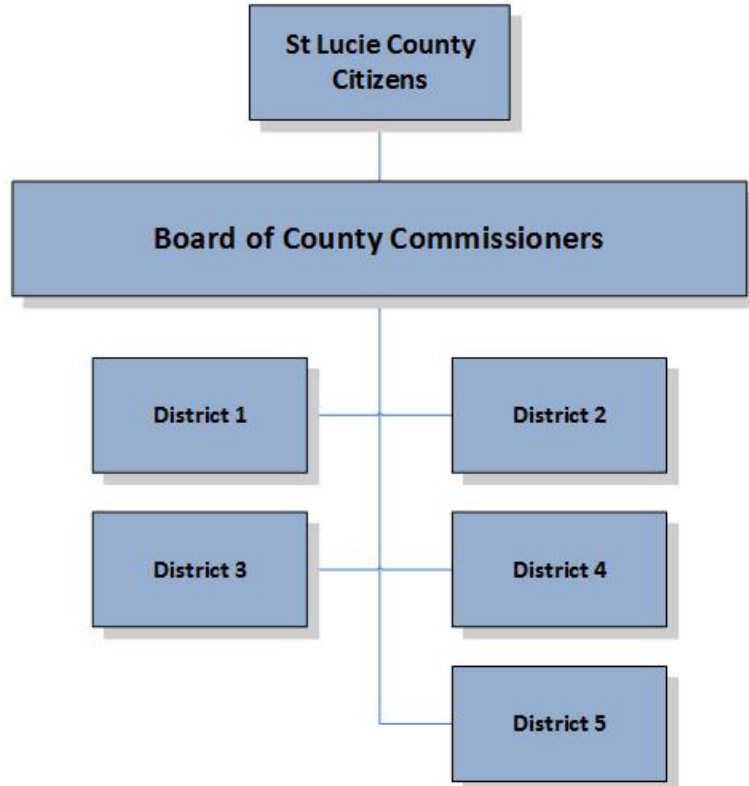 St Lucie County
Citizens
Board of County Commissioners
District 1
District 2
District 3
District 4
District 5